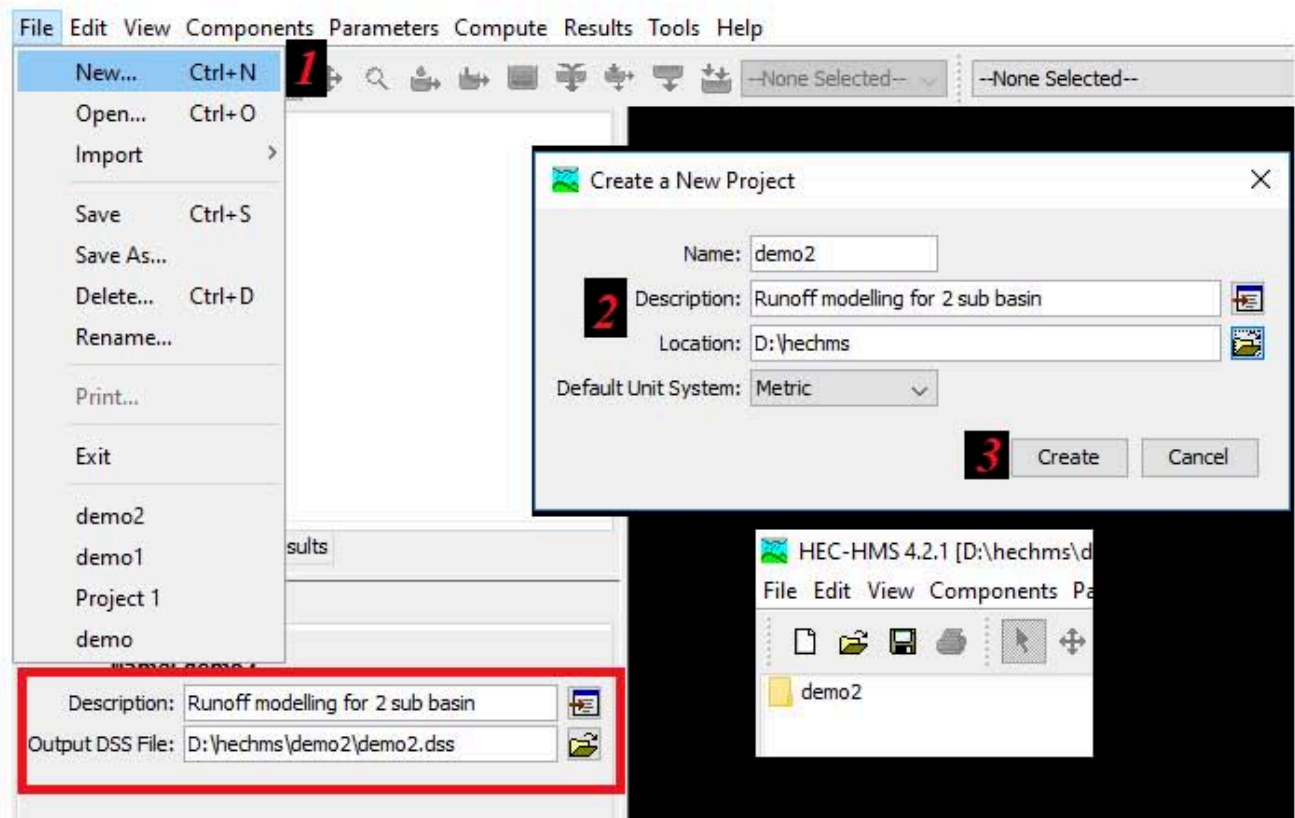 File Edit View Components Parameters Compute Results Tools Help
New... Ctrl+N
1
--None Selected--
--None Selected--
Open... Ctrl+O
Import >
Save Ctrl+S
Save As...
Delete... Ctrl+D
Rename...
Print...
Exit
demo2
demo1
Project 1
demo
Create a New Project
Name: demo2
2
Description: Runoff modelling for 2 sub basin
Location: D:\hechms
Default Unit System: Metric
3
Create Cancel
sults
HEC-HMS 4.2.1 [D:\hechms\d
File Edit View Components Pa
demo2
Name: demo2
Description: Runoff modelling for 2 sub basin
Output DSS File: D:\hechms\demo2\demo2.dss